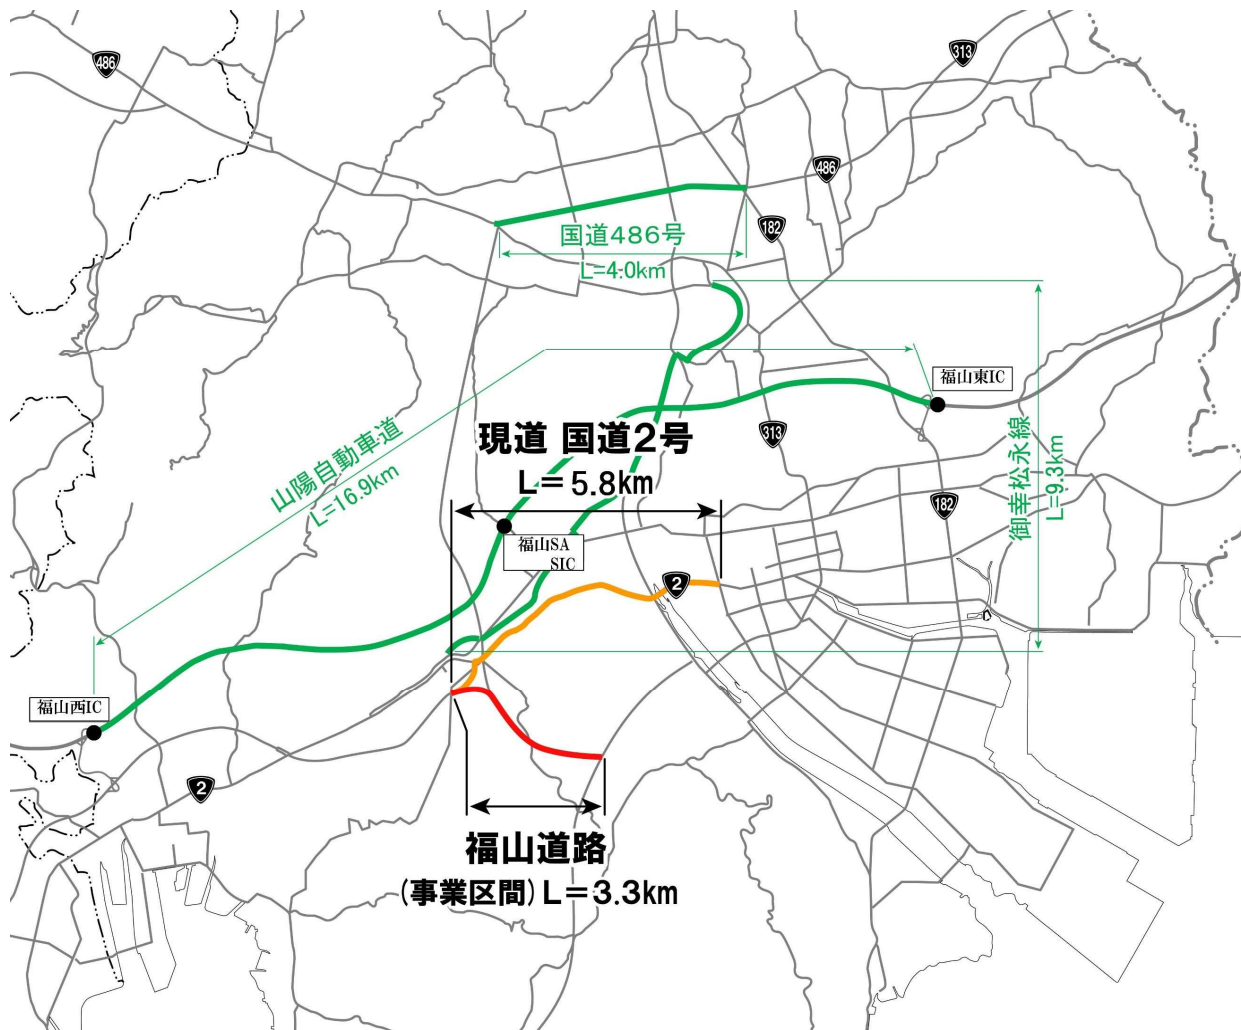 486
313
486
182
国道486号
L=4.0km
福山東IC
山陽自動車道
L=16.9km
現道 国道2号
L=5.8km
313
御幸松永線
L=9.3km
182
福山SA
SIC
2
福山西IC
2
福山道路
(事業区間)L=3.3km